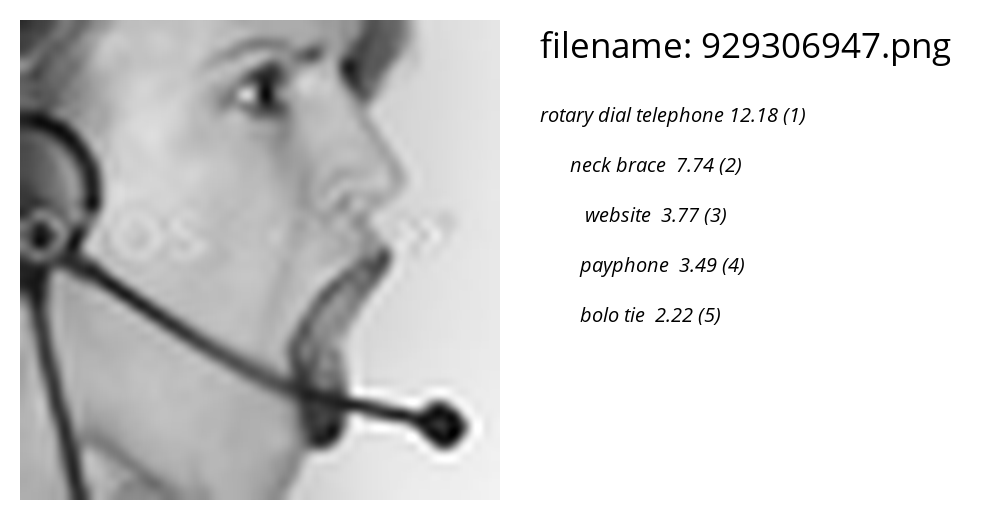 filename: 929306947.png
rotary dial telephone 12.18 (1)
neck brace 7.74 (2)
website 3.77 (3)
payphone 3.49 (4)
bolo tie 2.22 (5)